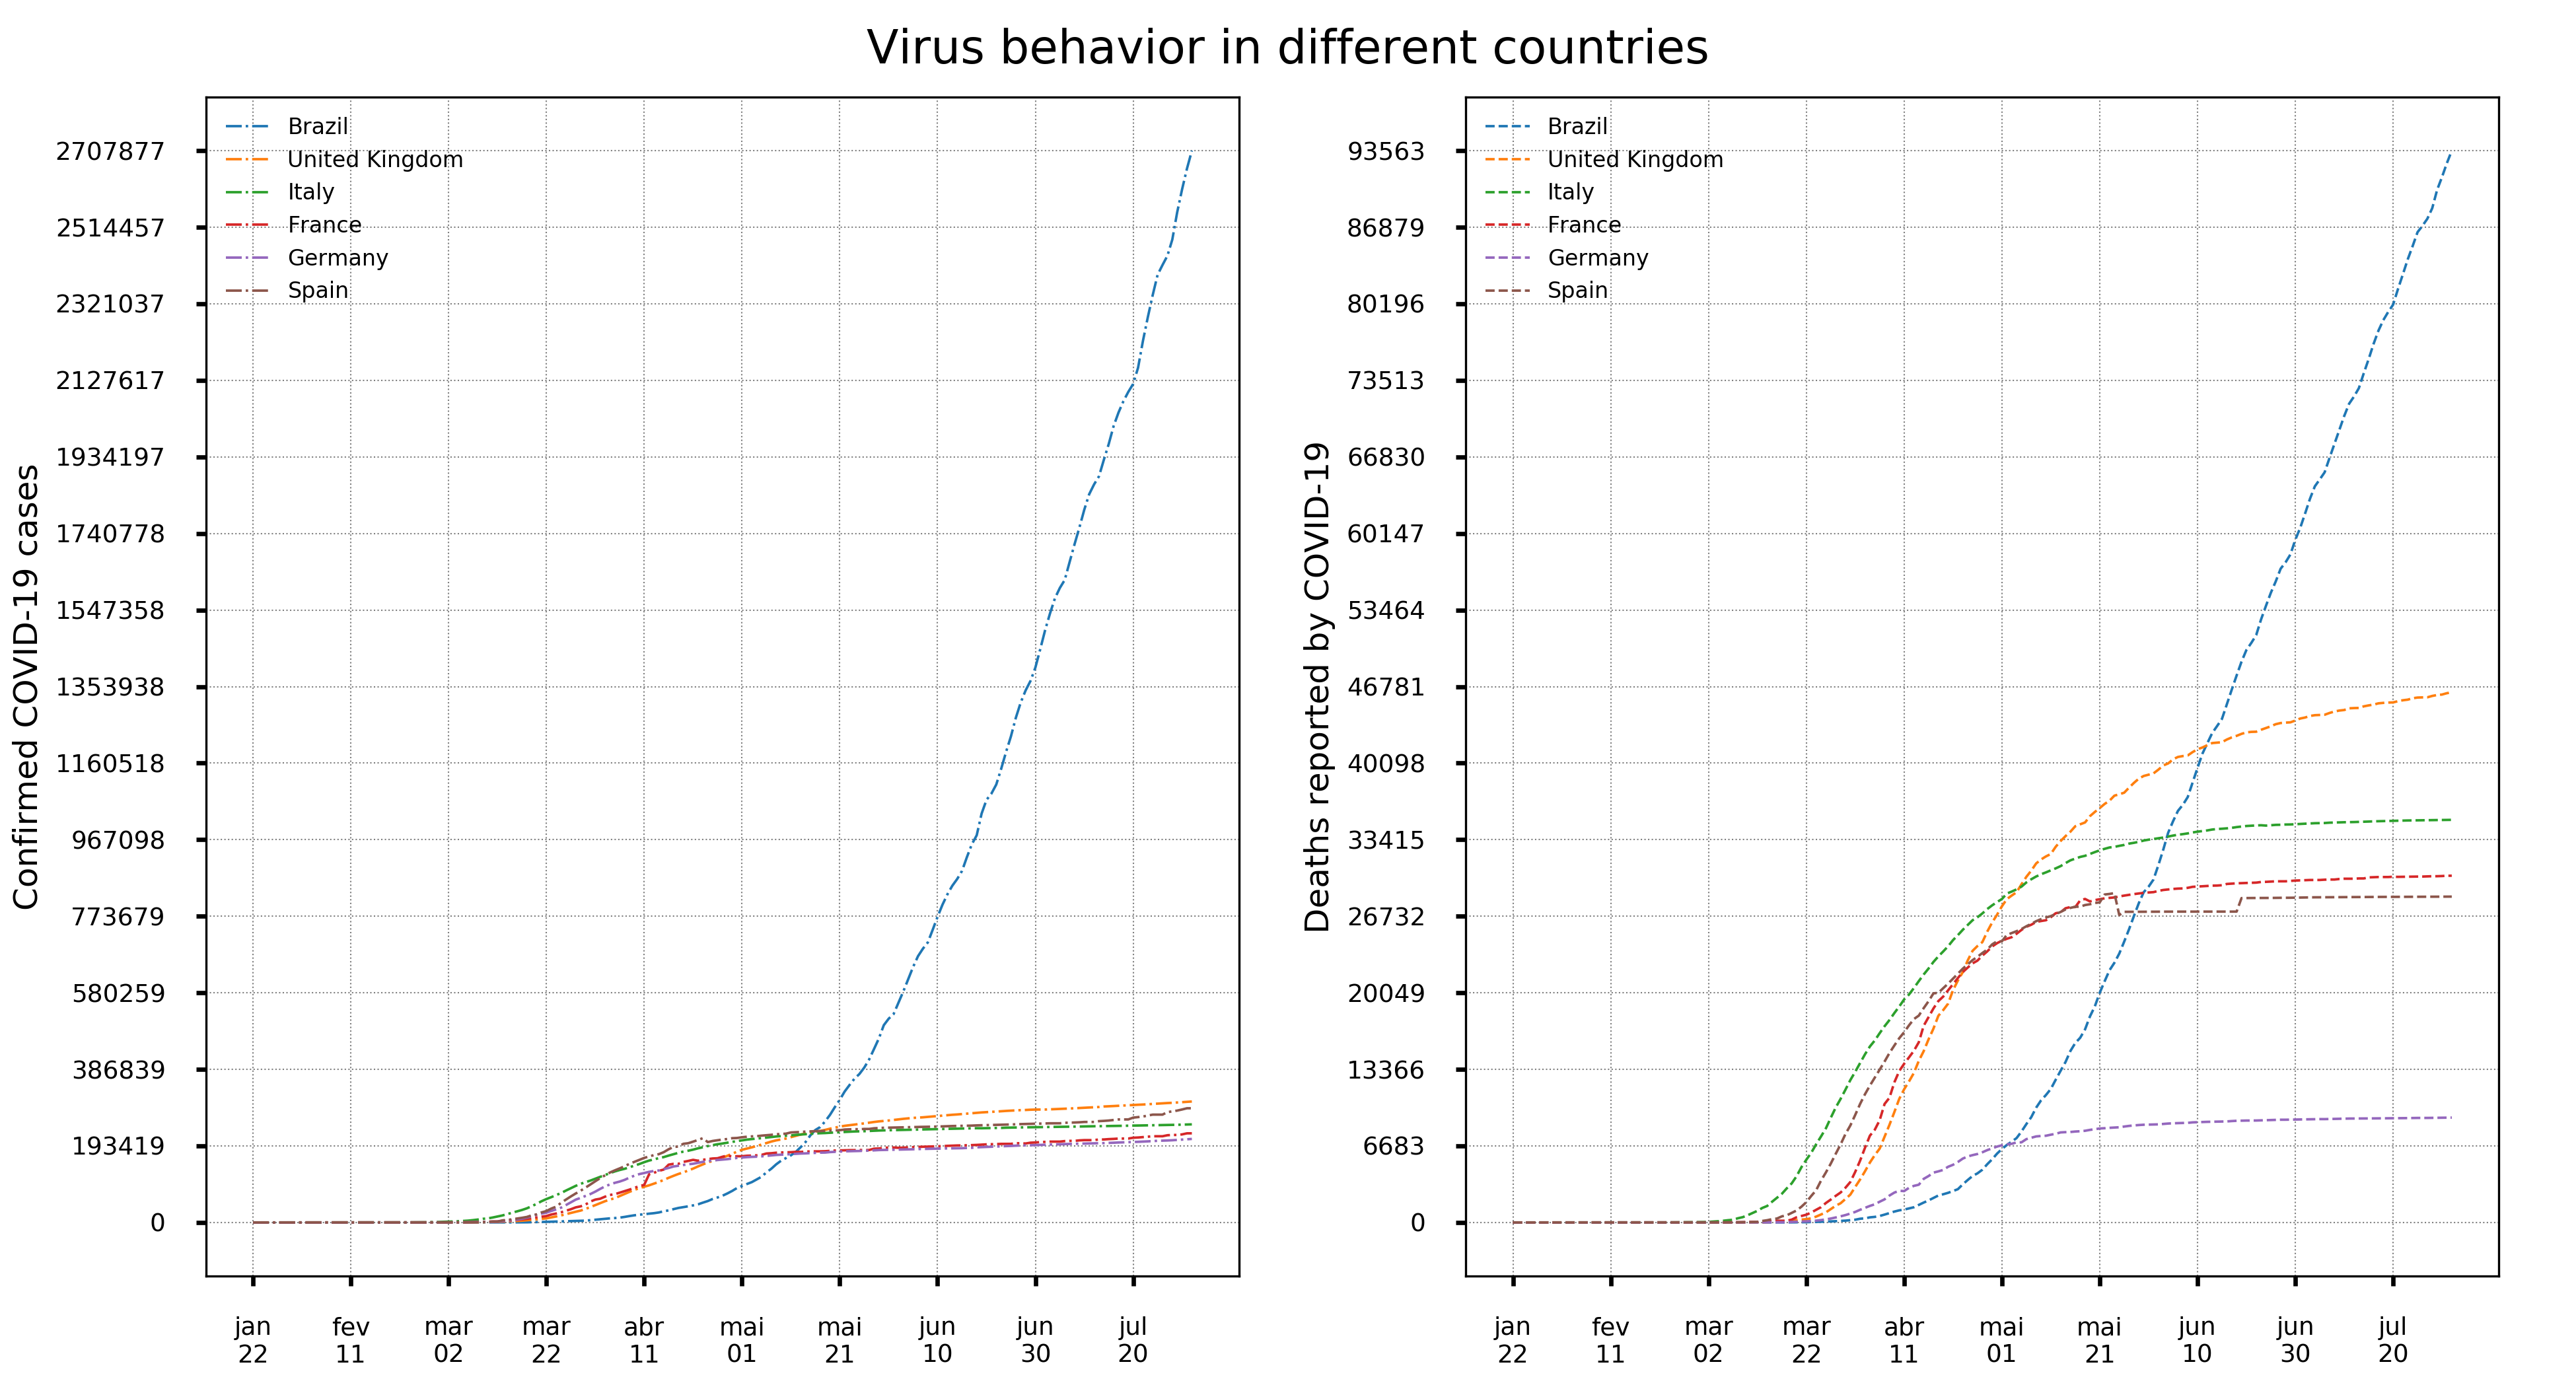 Virus behavior in different countries
Confirmed COVID-19 cases
2707877
2514457
2321037
2127617
1934197
1740778
1547358
1353938
1160518
967098
773679
580259
386839
193419
0
Brazil
United Kingdom
Italy
France
Germany
Spain
jan fev mar mar abr mai mai jun jun jul
22 11 02 22 11 01 21 10 30 20
Deaths reported by COVID-19
93563
86879
80196
73513
66830
60147
53464
46781
40098
33415
26732
20049
13366
6683
0
Brazil
United Kingdom
Italy
France
Germany
Spain
jan fev mar mar abr mai mai jun jun jul
22 11 02 22 11 01 21 10 30 20